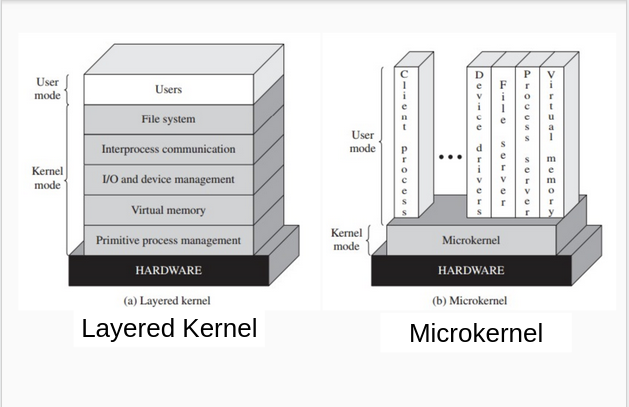 User
mode
Users
File system
Interprocess communication
Kernel
mode
I/O and device management
Virtual memory
Primitive process management
HARDWARE
(a) Layered kernel
Layered Kernel
User
mode
Client process
Device drivers
File server
Process server
Virtual memory
Kernel
mode
Microkernel
HARDWARE
(b) Microkernel
Microkernel